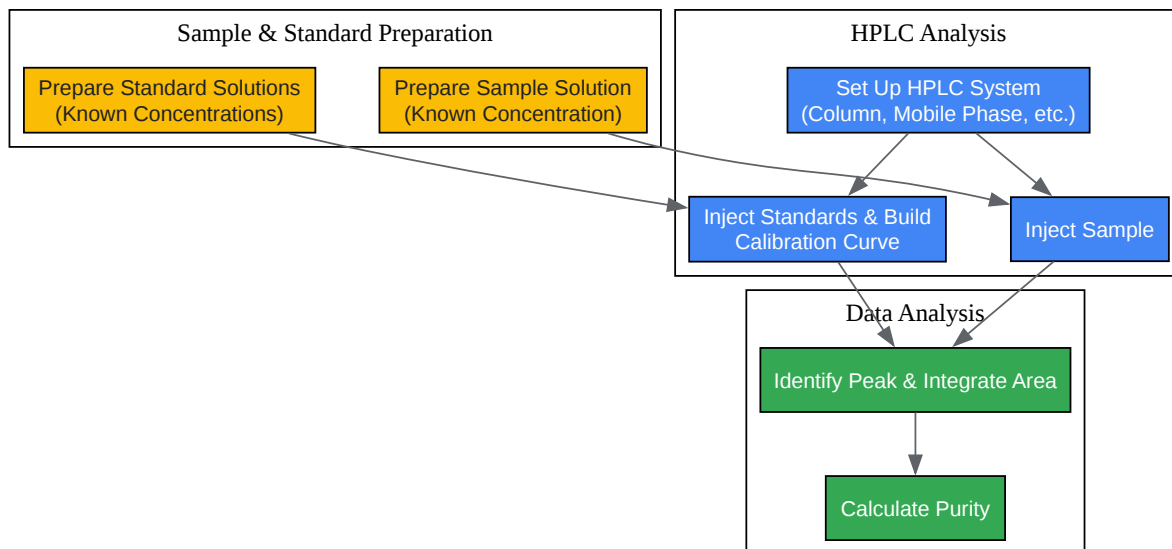 Sample & Standard Preparation
Prepare Standard Solutions
(Known Concentrations)
Prepare Sample Solution
(Known Concentration)
HPLC Analysis
Set Up HPLC System
(Column, Mobile Phase, etc.)
Inject Standards & Build
Calibration Curve
Inject Sample
Data Analysis
Identify Peak & Integrate Area
Calculate Purity